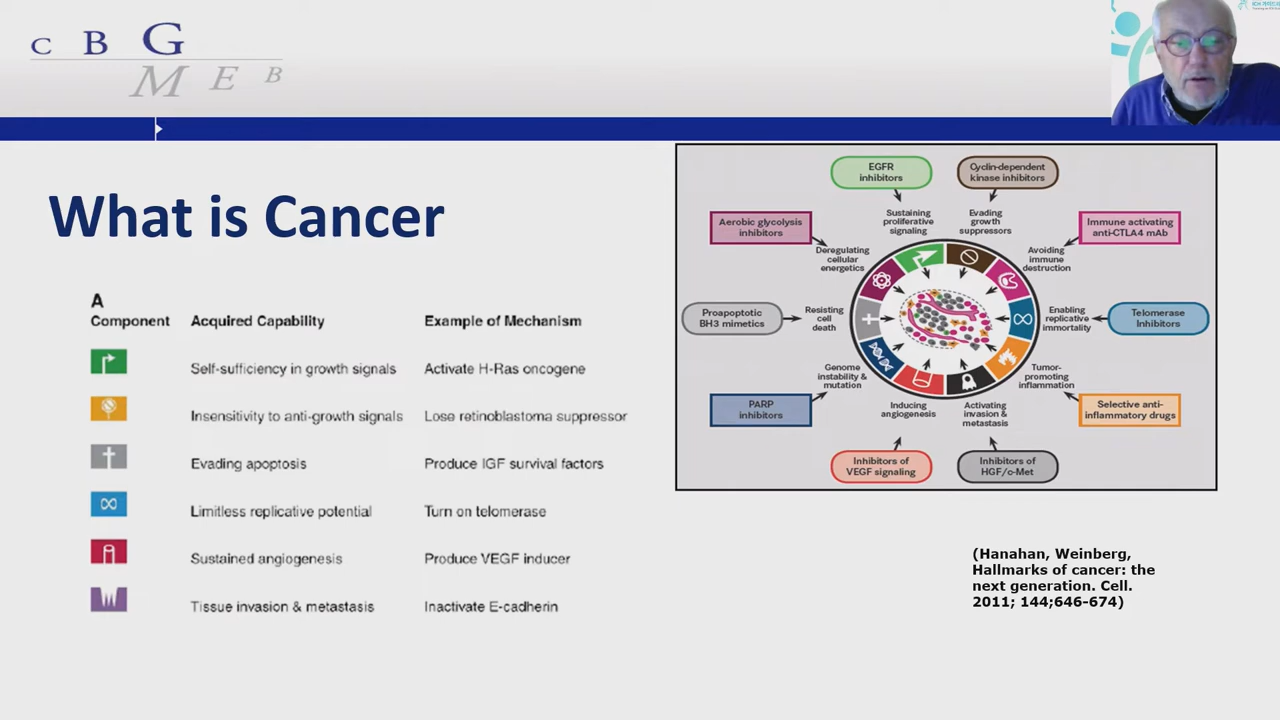 C B G
M E B
What is Cancer
A
Component Acquired Capability Example of Mechanism
Self-sufficiency in growth signals Activate H-Ras oncogene
Insensitivity to anti-growth signals Lose retinoblastoma suppressor
Evading apoptosis Produce IGF survival factors
Limitless replicative potential Turn on telomerase
Sustained angiogenesis Produce VEGF inducer
Tissue invasion & metastasis Inactivate E-cadherin
EGFR
inhibitors
Cyclin-dependent
kinase inhibitors
Sustaining
proliferative
signaling
Evading
growth
suppressors
Aerobic glycolysis
inhibitors
Immune activating
anti-CTLA4 mAb
Deregulating
cellular
energetics
Avoiding
immune
destruction
Proapoptotic
BH3 mimetics
Resisting
cell
death
Enabling
replicative
immortality
Telomerase
Inhibitors
Genome
instability &
mutation
Tumor-
promoting
inflammation
PARP
inhibitors
Inducing
angiogenesis
Activating
invasion &
metastasis
Selective anti-
inflammatory drugs
Inhibitors of
VEGF signaling
Inhibitors of
HGF/c-Met
(Hanahan, Weinberg,
Hallmarks of cancer: the
next generation. Cell.
2011; 144;646-674)